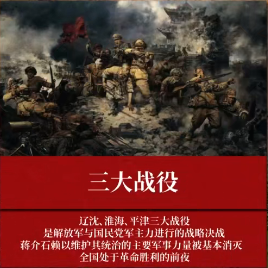 三大战役
辽沈、淮海、平津三大战役
是解放军与国民党军主力进行的战略决战
蒋介石赖以维护其统治的主要军事力量被基本消灭
全国处于革命胜利的前夜